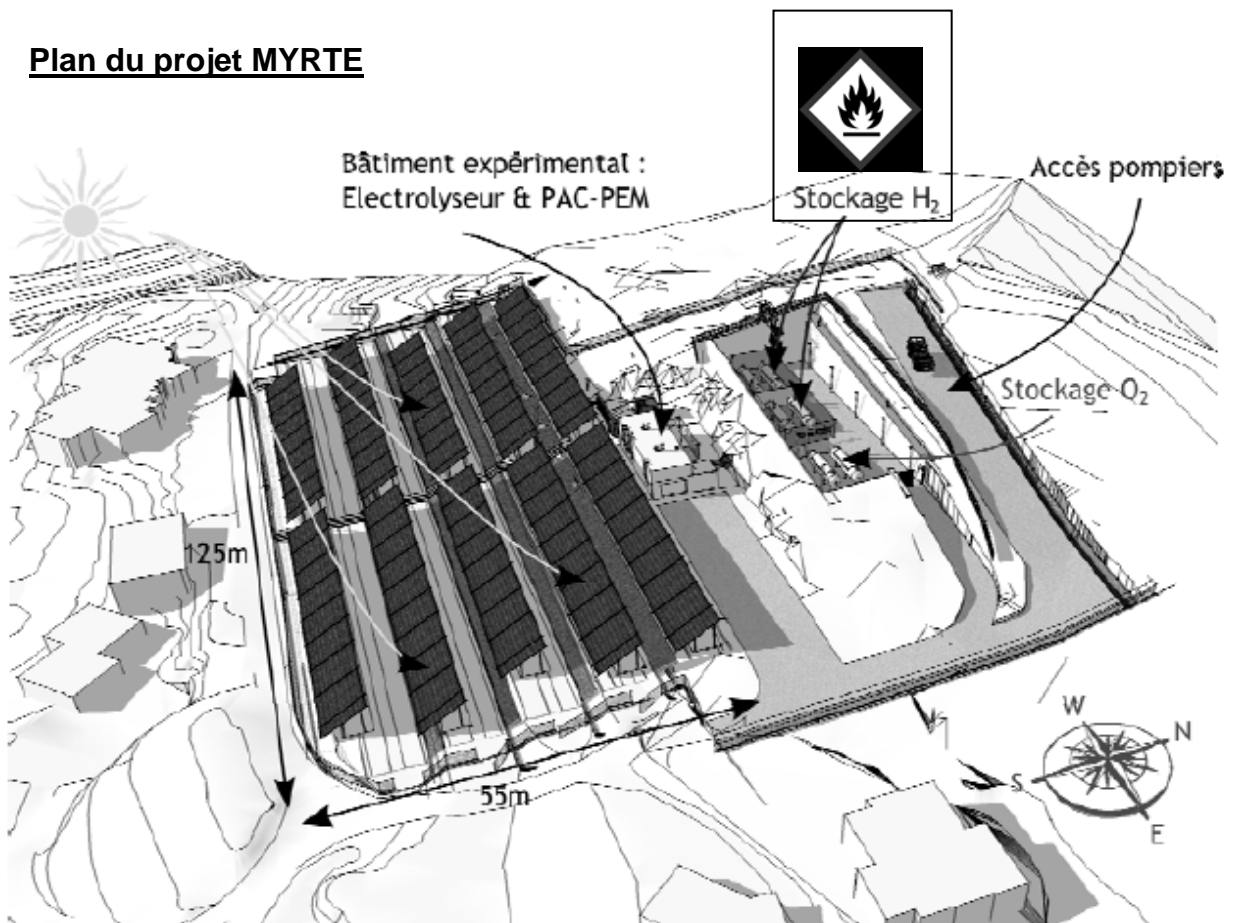 Plan du projet MYRTE
Bâtiment expérimental :
Electrolyseur & PAC-PEM
Stockage H₂
Accès pompiers
Stockage O₂
125m
55m
W
N
S
E